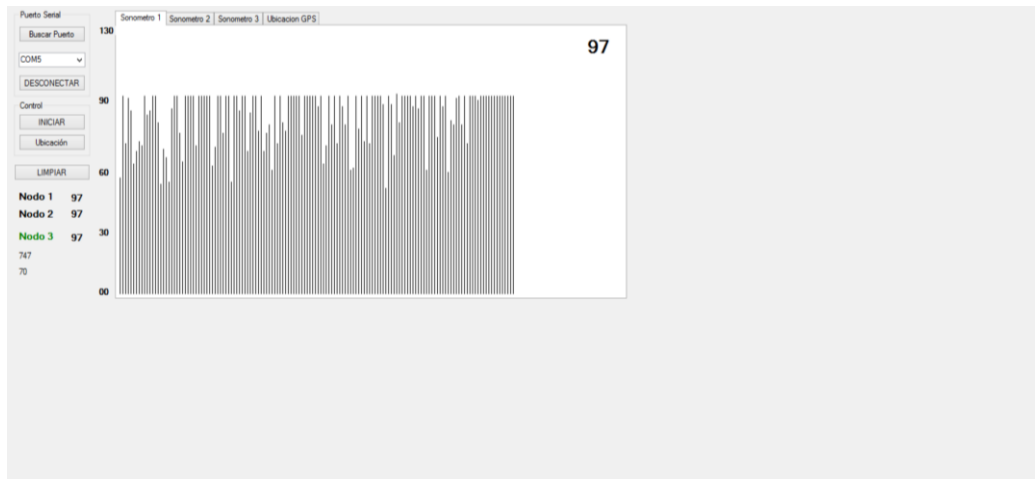 Puerto Serial
Buscar Puerto
COM5
DESCONECTAR
Control
INICIAR
Ubicación
LIMPIAR
Nodo 1 97
Nodo 2 97
Nodo 3 97
747
70
Sonometro 1 Sonometro 2 Sonometro 3 Ubicacion GPS
130
97
90
60
30
00